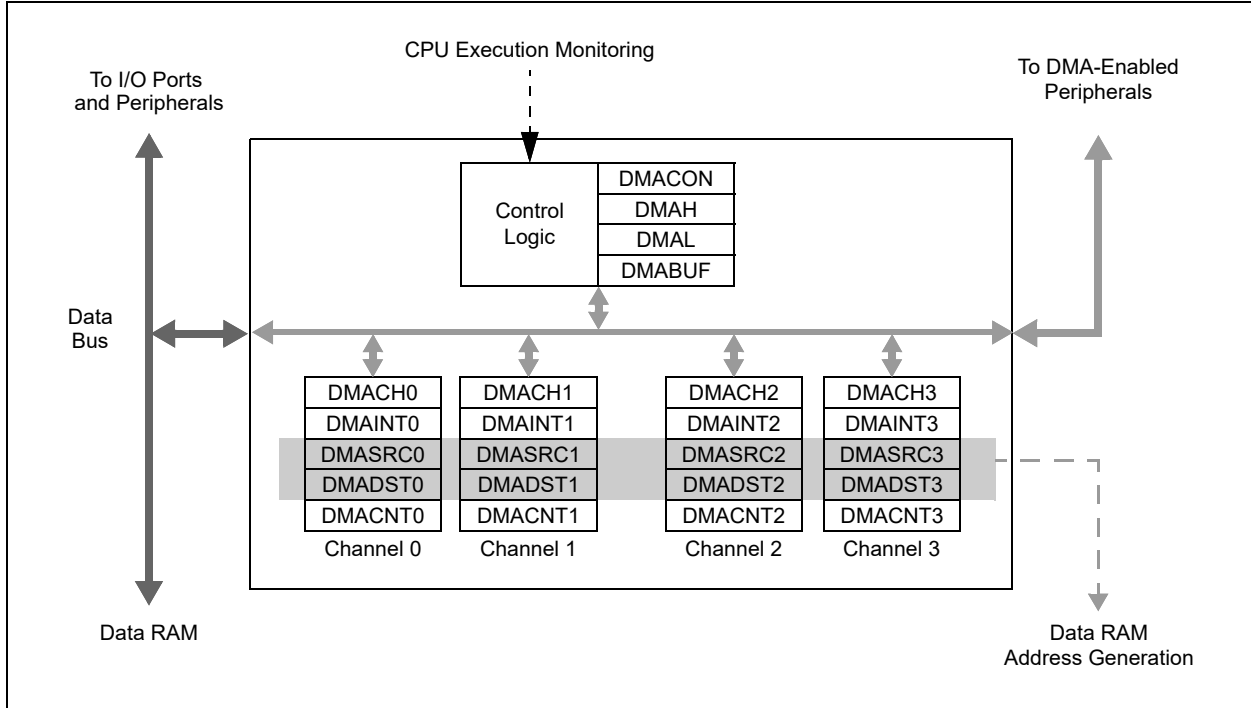 CPU Execution Monitoring
To I/O Ports
and Peripherals
To DMA-Enabled
Peripherals
Control
Logic
DMACON
DMAH
DMAL
DMABUF
Data
Bus
DMACH0
DMAINT0
DMASRC0
DMADST0
DMACNT0
Channel 0
DMACH1
DMAINT1
DMASRC1
DMADST1
DMACNT1
Channel 1
DMACH2
DMAINT2
DMASRC2
DMADST2
DMACNT2
Channel 2
DMACH3
DMAINT3
DMASRC3
DMADST3
DMACNT3
Channel 3
Data RAM
Data RAM
Address Generation